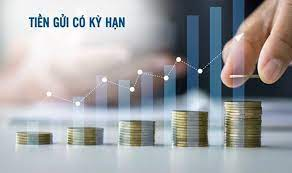 TIỀN GỬI CÓ KỲ HẠN